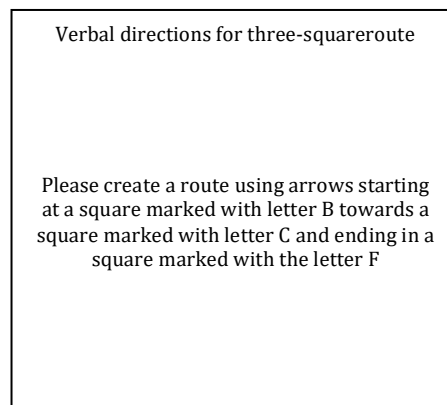 Verbal directions for three-squareroute
Please create a route using arrows starting
at a square marked with letter B towards a
square marked with letter C and ending in a
square marked with the letter F